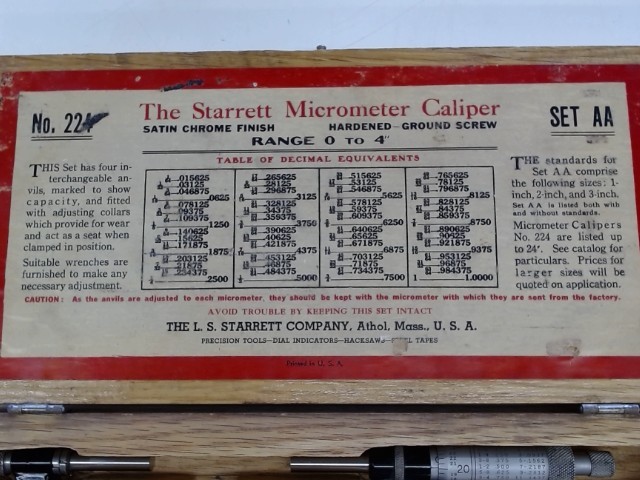 No. 224
The Starrett Micrometer Caliper
SET AA
SATIN CHROME FINISH HARDENED—GROUND SCREW
RANGE 0 TO 4"
THIS Set has four in-
terchangeable an-
vils, marked to show
capacity, and fitted
with adjusting collars
which provide for wear
and act as a seat when
clamped in position.
Suitable wrenches are
furnished to make any
necessary adjustment.
TABLE OF DECIMAL EQUIVALENTS
.015625 .265625 .515625 .765625
.03125 .28125 .53125 .78125
.046875 .296875 .546875 .796875
.0625 .3125 .5625 .8125
.078125 .328125 .578125 .828125
.09375 .34375 .59375 .84375
.109375 .359375 .609375 .859375
.1250 .3750 .6250 .8750
.140625 .390625 .640625 .890625
.15625 .40625 .65625 .90625
.171875 .421875 .671875 .921875
.1875 .4375 .6875 .9375
.203125 .453125 .703125 .953125
.21875 .46875 .71875 .96875
.234375 .484375 .734375 .984375
.2500 .5000 .7500 1.0000
THE standards for
Set AA comprise
the following sizes: 1-
inch, 2-inch, and 3-inch.
Set AA is listed both with
and without standards.
Micrometer Calipers
No. 224 are listed up
to 24". See catalog for
particulars. Prices for
larger sizes will be
quoted on application.
CAUTION: As the anvils are adjusted to each micrometer, they should be kept with the micrometer with which they are sent from the factory.
AVOID TROUBLE BY KEEPING THIS SET INTACT
THE L. S. STARRETT COMPANY, Athol, Mass., U. S. A.
PRECISION TOOLS—DIAL INDICATORS—HACKSAWS—STEEL TAPES
Printed in U. S. A.
20